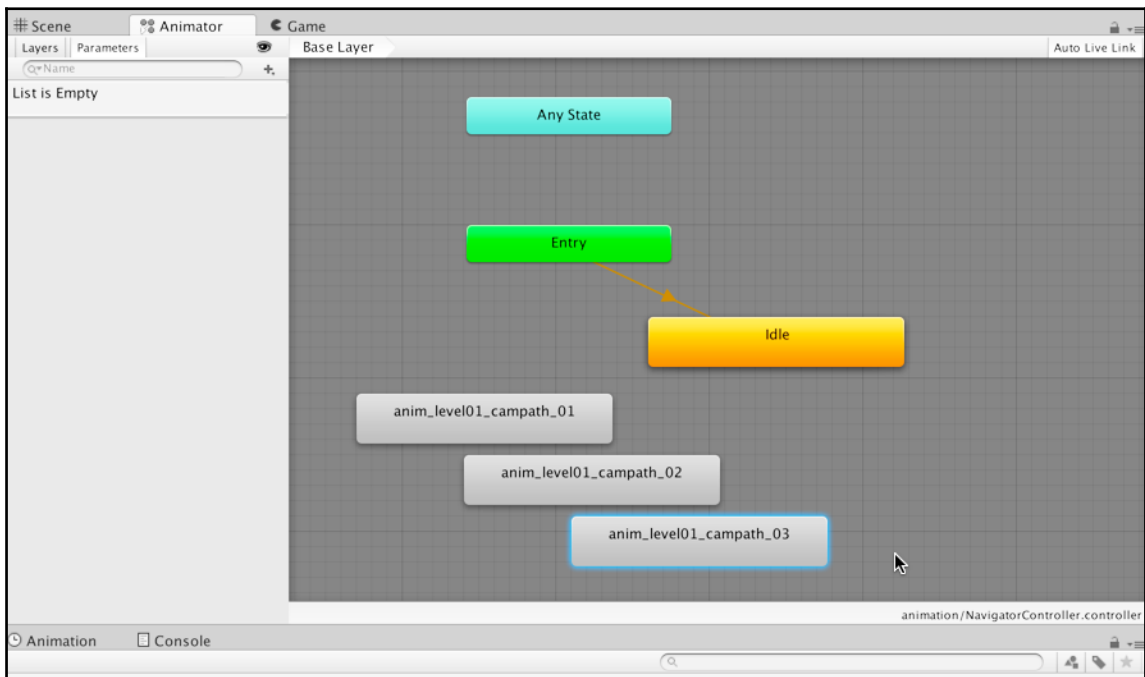 Scene Animator Game
Layers Parameters Base Layer Auto Live Link
Name
List is Empty
Any State
Entry
Idle
anim_level01_campath_01
anim_level01_campath_02
anim_level01_campath_03
animation/NavigatorController.controller
Animation Console